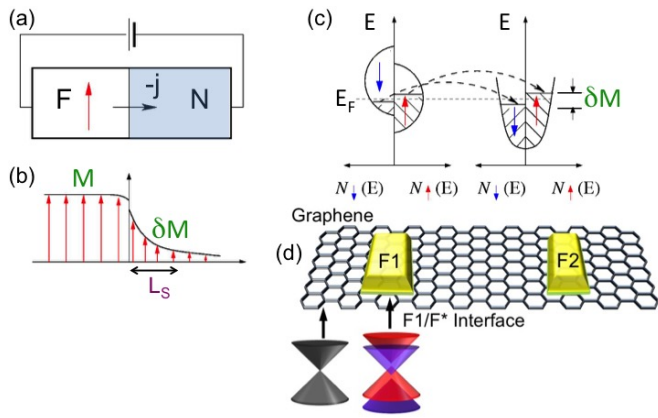 (a)
F
-j
N
(b)
M
δM
L_S
(c)
E
E
E_F
δM
N↓(E) N↑(E) N↓(E) N↑(E)
Graphene
(d)
F1
F2
F1/F* Interface